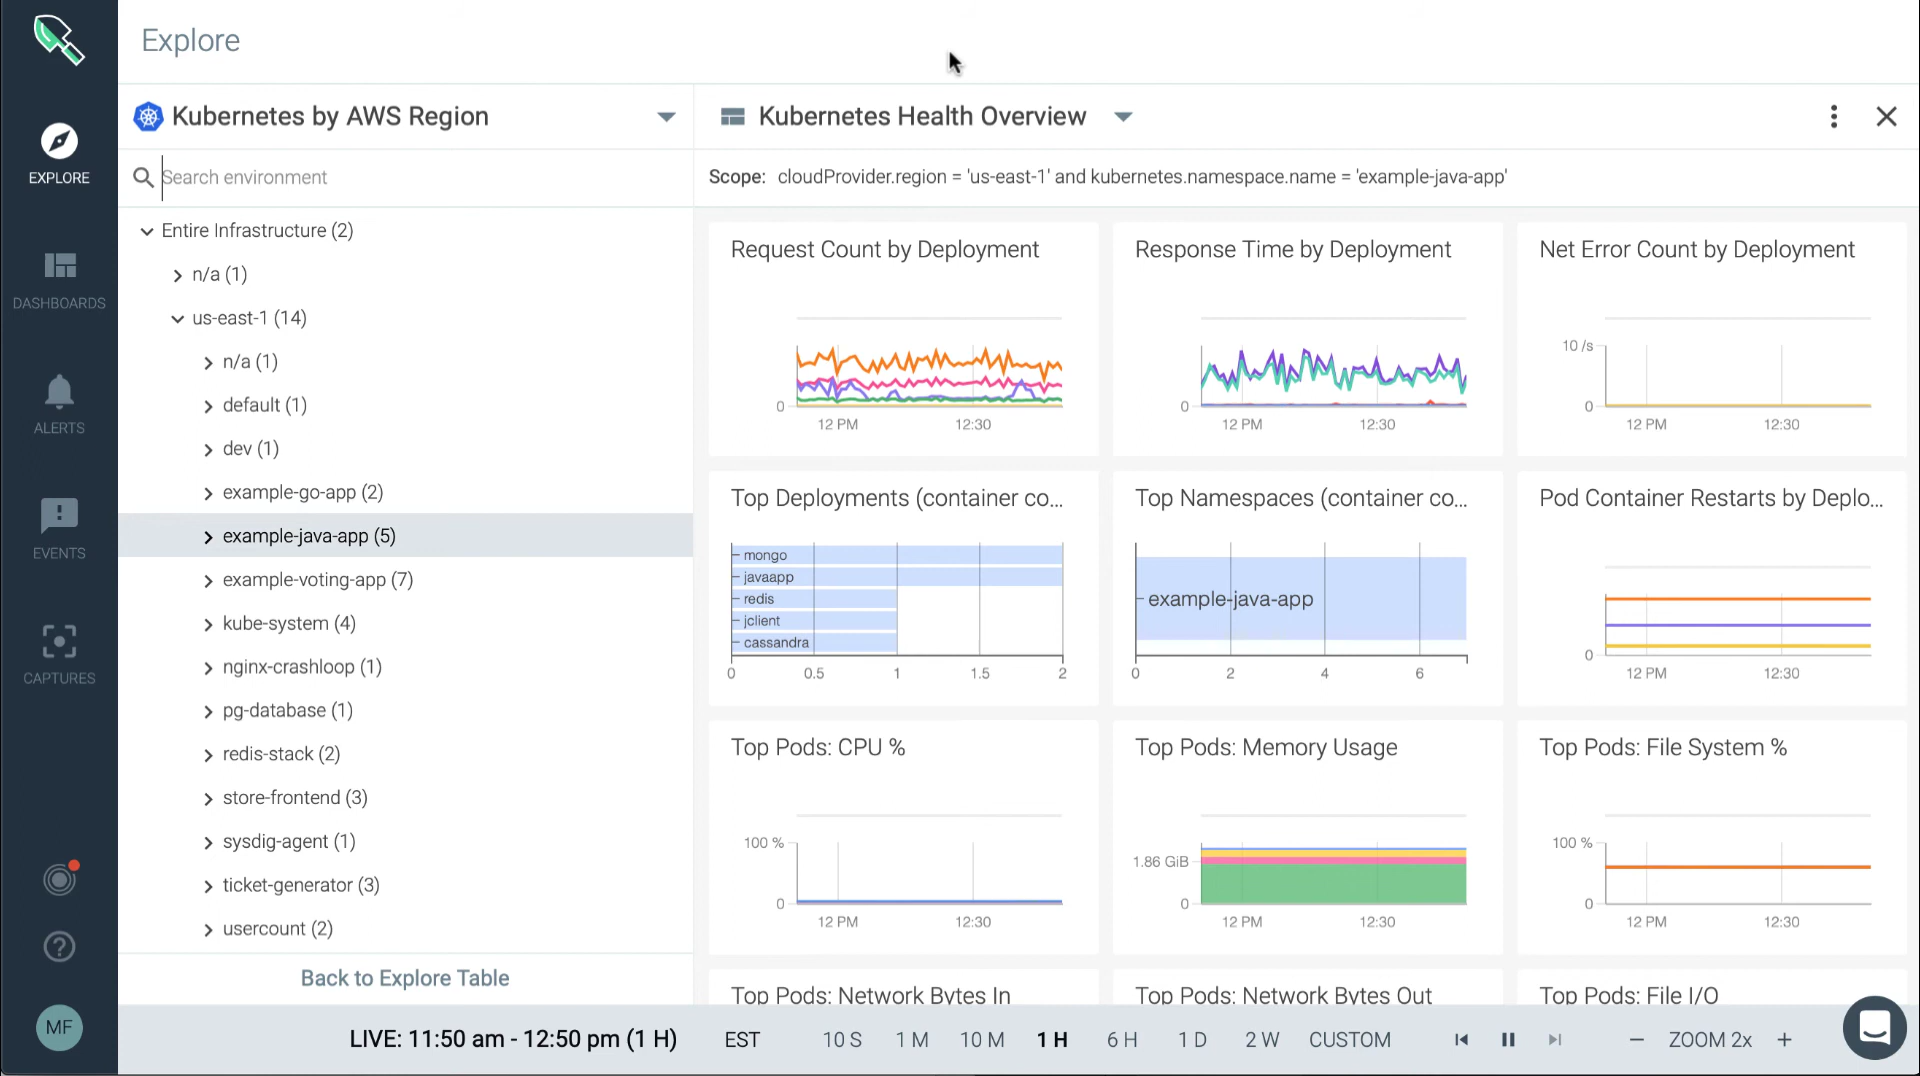 Explore
EXPLORE
DASHBOARDS
ALERTS
EVENTS
CAPTURES
MF
Kubernetes by AWS Region
Search environment
Entire Infrastructure (2)
n/a (1)
us-east-1 (14)
n/a (1)
default (1)
dev (1)
example-go-app (2)
example-java-app (5)
example-voting-app (7)
kube-system (4)
nginx-crashloop (1)
pg-database (1)
redis-stack (2)
store-frontend (3)
sysdig-agent (1)
ticket-generator (3)
usercount (2)
Back to Explore Table
Kubernetes Health Overview
Scope: cloudProvider.region = 'us-east-1' and kubernetes.namespace.name = 'example-java-app'
Request Count by Deployment
0
12 PM 12:30
Response Time by Deployment
0
12 PM 12:30
Net Error Count by Deployment
10 /s
0
12 PM 12:30
Top Deployments (container co...
mongo
javaapp
redis
jclient
cassandra
0 0.5 1 1.5 2
Top Namespaces (container co...
example-java-app
0 2 4 6
Pod Container Restarts by Deplo...
0
12 PM 12:30
Top Pods: CPU %
100 %
0
12 PM 12:30
Top Pods: Memory Usage
1.86 GiB
0
12 PM 12:30
Top Pods: File System %
100 %
0
12 PM 12:30
Top Pods: Network Bytes In
Top Pods: Network Bytes Out
Top Pods: File I/O
LIVE: 11:50 am - 12:50 pm (1 H) EST 10 S 1 M 10 M 1 H 6 H 1 D 2 W CUSTOM ZOOM 2x